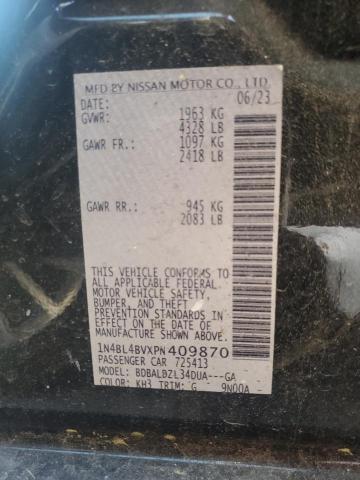 MFD BY NISSAN MOTOR CO., LTD.
DATE: 06/23
GVWR: 1963 KG
4328 LB
GAWR FR.: 1097 KG
2418 LB
GAWR RR.: 945 KG
2083 LB
THIS VEHICLE CONFORMS TO
ALL APPLICABLE FEDERAL
MOTOR VEHICLE SAFETY,
BUMPER, AND THEFT
PREVENTION STANDARDS IN
EFFECT ON THE DATE OF
MANUFACTURE SHOWN ABOVE.
1N4BL4BVXPN409870
PASSENGER CAR 725413
MODEL: BDBALBZL34DUA---GA
COLOR: KH3 TRIM: G 9N00A